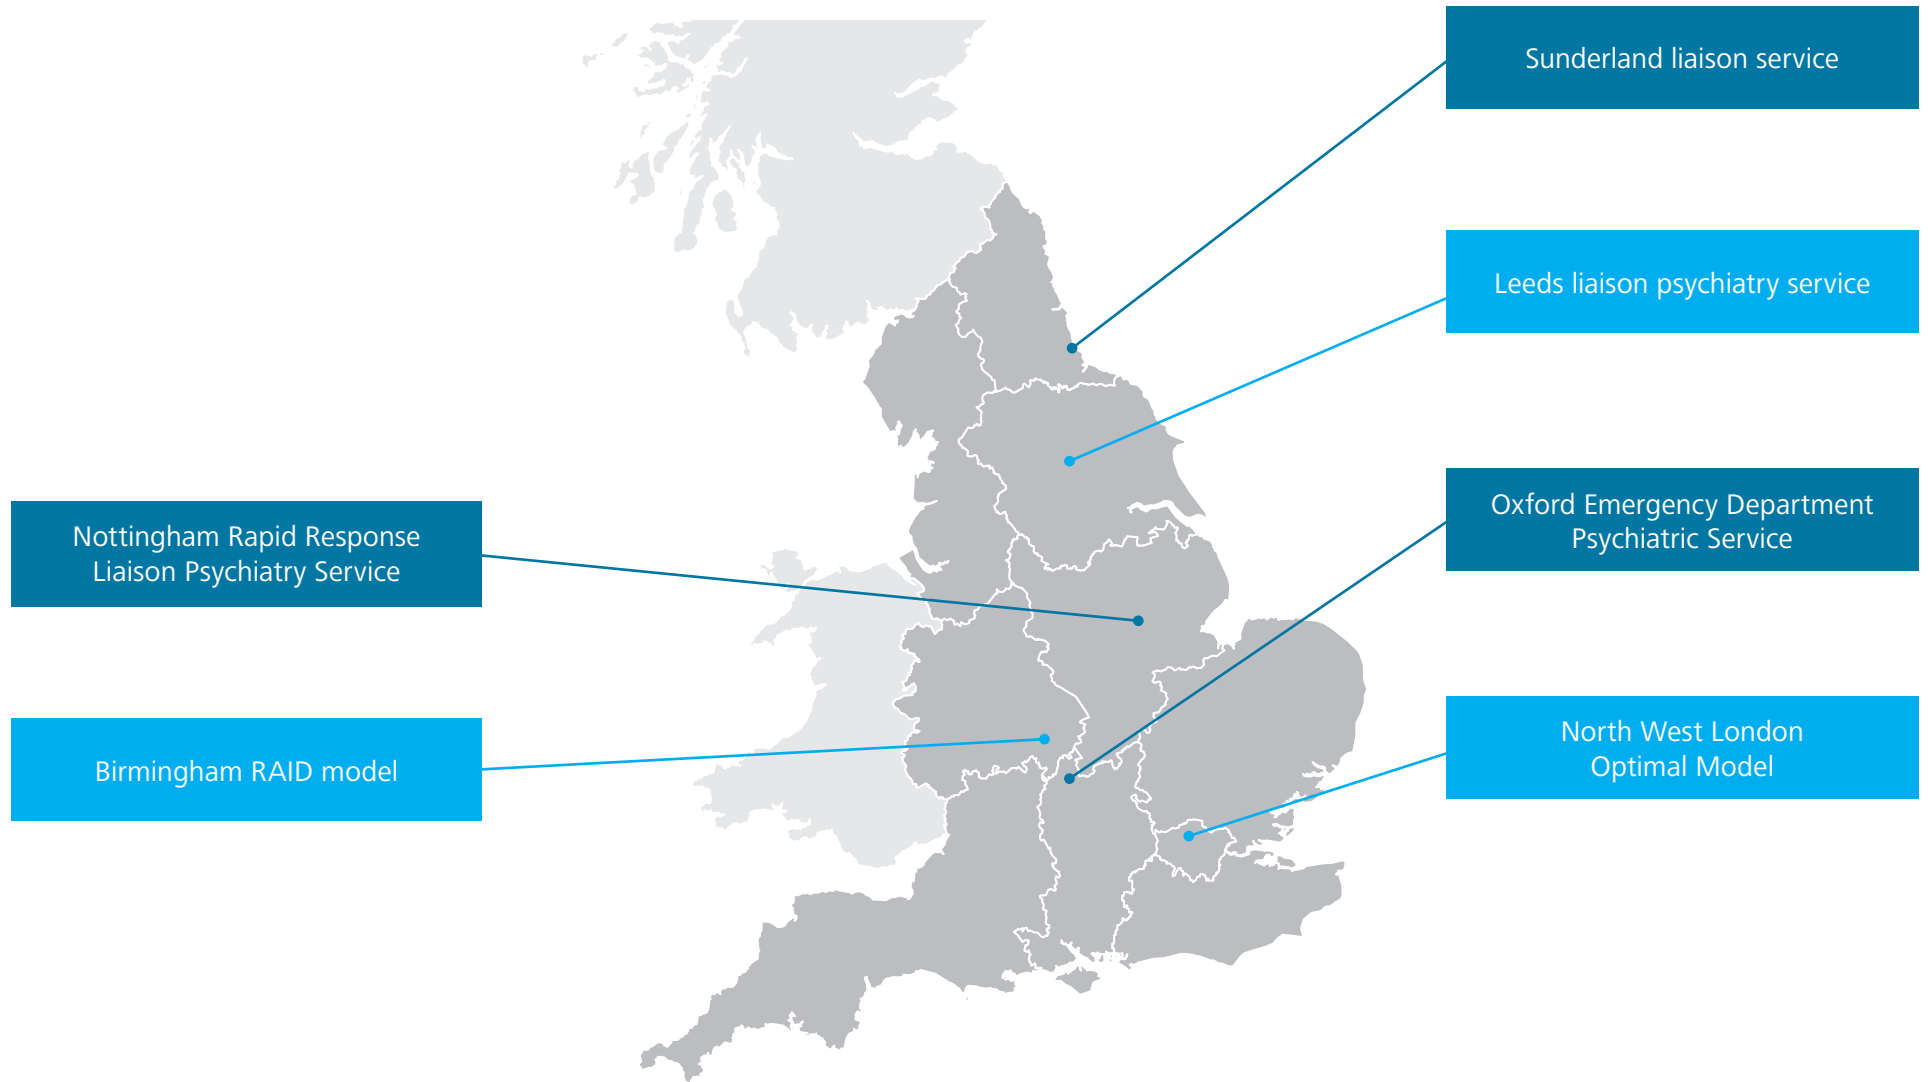 Sunderland liaison service
Leeds liaison psychiatry service
Oxford Emergency Department
Psychiatric Service
Nottingham Rapid Response
Liaison Psychiatry Service
North West London
Optimal Model
Birmingham RAID model